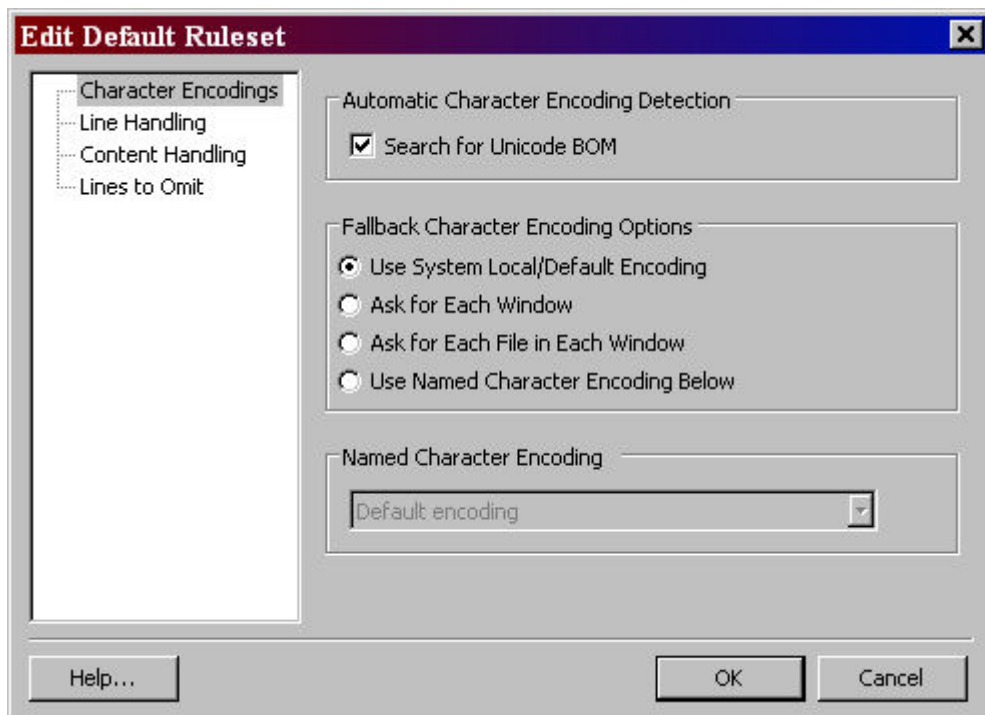 Edit Default Ruleset
Character Encodings
Line Handling
Content Handling
Lines to Omit
Automatic Character Encoding Detection
Search for Unicode BOM
Fallback Character Encoding Options
Use System Local/Default Encoding
Ask for Each Window
Ask for Each File in Each Window
Use Named Character Encoding Below
Named Character Encoding
Default encoding
Help...
OK
Cancel